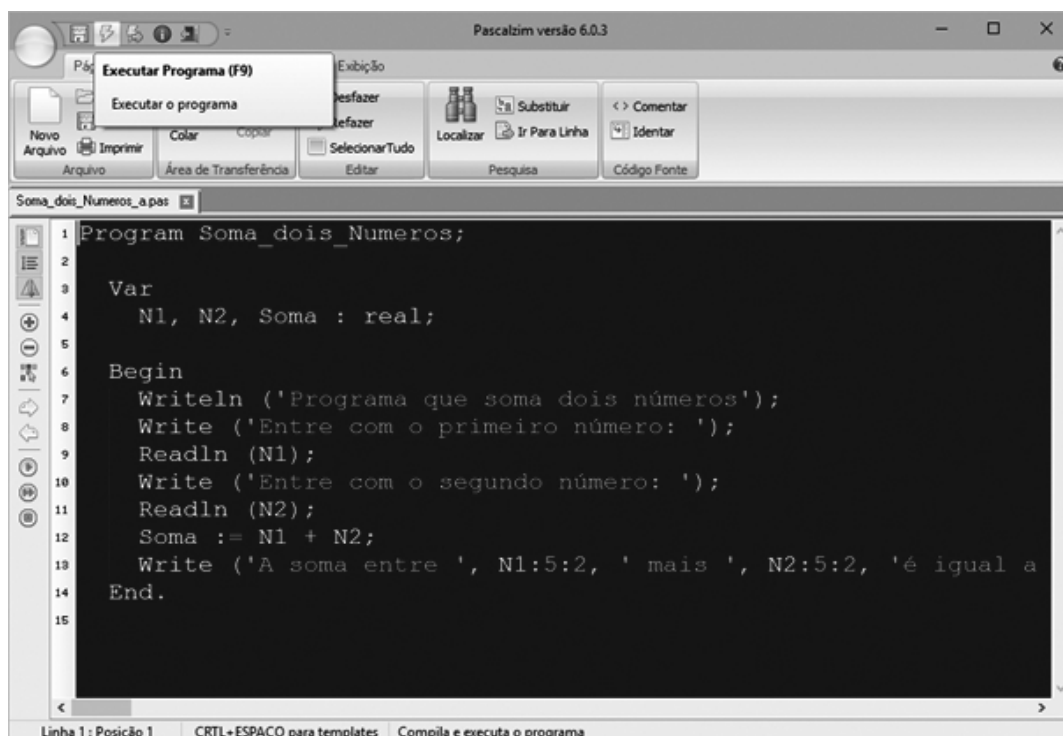 Pascalzim versão 6.0.3
Pág
Exibição
Executar Programa (F9)
Executar o programa
Novo Arquivo
Imprimir
Colar
Copiar
Desfazer
Refazer
SelecionarTudo
Localizar
Substituir
Ir Para Linha
<> Comentar
Identar
Arquivo
Área de Transferência
Editar
Pesquisa
Código Fonte
Soma_dois_Numeros_a.pas
1 Program Soma_dois_Numeros;
2
3 Var
4 N1, N2, Soma : real;
5
6 Begin
7 Writeln ('Programa que soma dois números');
8 Write ('Entre com o primeiro número: ');
9 Readln (N1);
10 Write ('Entre com o segundo número: ');
11 Readln (N2);
12 Soma := N1 + N2;
13 Write ('A soma entre ', N1:5:2, ' mais ', N2:5:2, 'é igual a
14 End.
15
Linha 1 : Posição 1
CRTL+ESPAÇO para templates
Compila e executa o programa